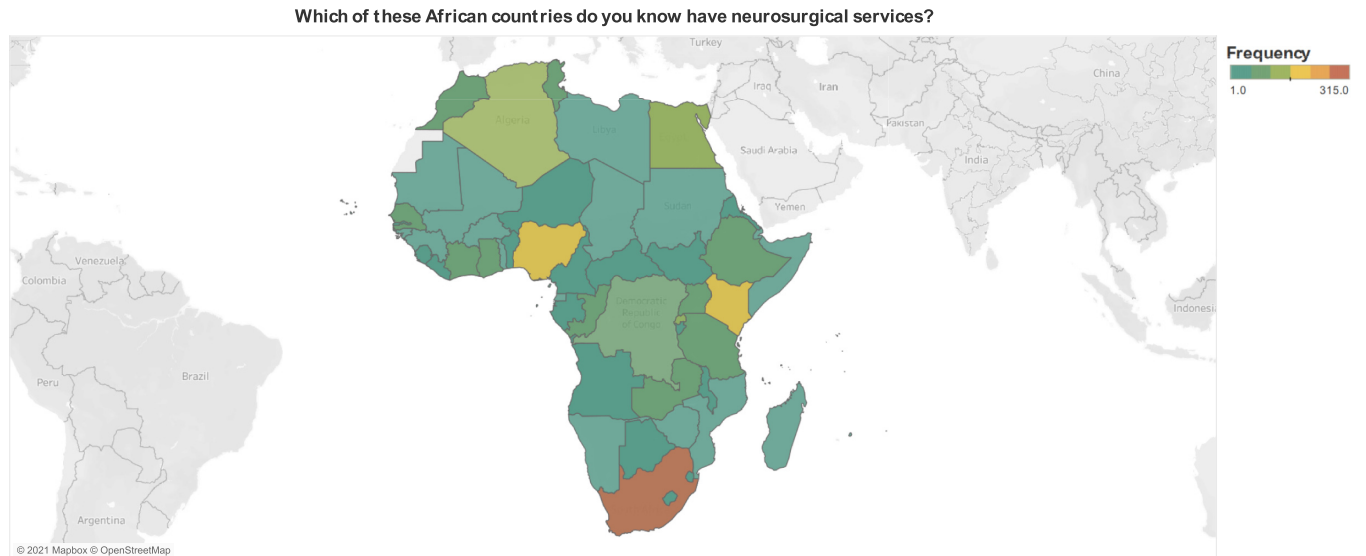 Which of these African countries do you know have neurosurgical services?
Turkey
Frequency
China
1.0
315.0
Iraq
Iran
Algeria
Libya
Pakistan
Saudi Arabia
India
Sudan
Yemen
Venezuela
Colombia
Democratic
Republic
of Congo
Indonesi
Peru
Brazil
Argentina
© 2021 Mapbox © OpenStreetMap